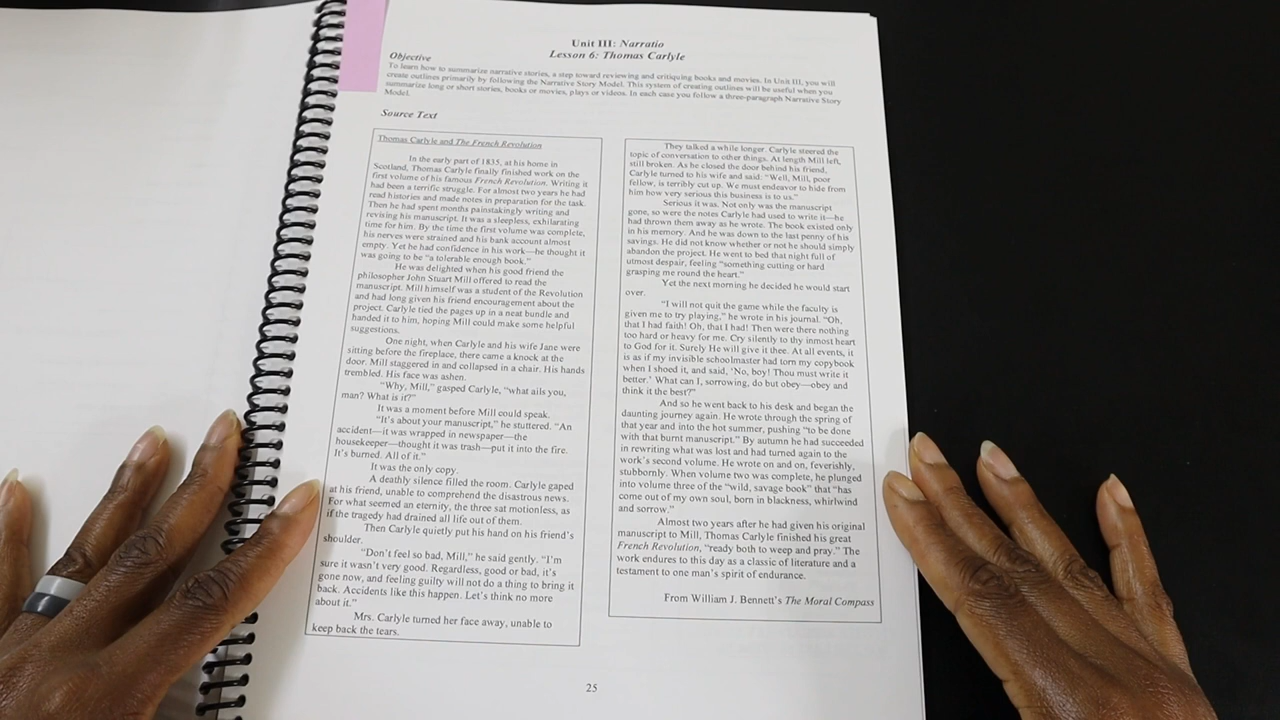 Unit III: Narratio
Lesson 6: Thomas Carlyle
Objective
To learn how to summarize narrative stories, a step toward reviewing and critiquing books and movies. In Unit III, you will
create outlines primarily by following the Narrative Story Model. This system of creating outlines will be useful when you
summarize long or short stories, books or movies, plays or videos. In each case you follow a three-paragraph Narrative Story
Model.
Source Text
Thomas Carlyle and The French Revolution
In the early part of 1835, at his home in
Scotland, Thomas Carlyle finally finished work on the
first volume of his famous French Revolution. Writing it
had been a terrific struggle. For almost two years he had
read histories and made notes in preparation for the task.
Then he had spent months painstakingly writing and
revising his manuscript. It was a sleepless, exhilarating
time for him. By the time the first volume was complete,
his nerves were strained and his bank account almost
empty. Yet he had confidence in his work—he thought it
was going to be "a tolerable enough book."
He was delighted when his good friend the
philosopher John Stuart Mill offered to read the
manuscript. Mill himself was a student of the Revolution
and had long given his friend encouragement about the
project. Carlyle tied the pages up in a neat bundle and
handed it to him, hoping Mill could make some helpful
suggestions.
One night, when Carlyle and his wife Jane were
sitting before the fireplace, there came a knock at the
door. Mill staggered in and collapsed in a chair. His hands
trembled. His face was ashen.
"Why, Mill," gasped Carlyle, "what ails you,
man? What is it?"
It was a moment before Mill could speak.
"It's about your manuscript," he stuttered. "An
accident—it was wrapped in newspaper—the
housekeeper—thought it was trash—put it into the fire.
It's burned. All of it."
It was the only copy.
A deathly silence filled the room. Carlyle gaped
at his friend, unable to comprehend the disastrous news.
For what seemed an eternity, the three sat motionless, as
if the tragedy had drained all life out of them.
Then Carlyle quietly put his hand on his friend's
shoulder.
"Don't feel so bad, Mill," he said gently. "I'm
sure it wasn't very good. Regardless, good or bad, it's
gone now, and feeling guilty will not do a thing to bring it
back. Accidents like this happen. Let's think no more
about it."
Mrs. Carlyle turned her face away, unable to
keep back the tears.
They talked a while longer. Carlyle steered the
topic of conversation to other things. At length Mill left,
still broken. As he closed the door behind his friend,
Carlyle turned to his wife and said: "Well, Mill, poor
fellow, is terribly cut up. We must endeavor to hide from
him how very serious this business is to us."
Serious it was. Not only was the manuscript
gone, so were the notes Carlyle had used to write it—he
had thrown them away as he wrote. The book existed only
in his memory. And he was down to the last penny of his
savings. He did not know whether or not he should simply
abandon the project. He went to bed that night full of
utmost despair, feeling "something cutting or hard
grasping me round the heart."
Yet the next morning he decided he would start
over.
"I will not quit the game while the faculty is
given me to try playing," he wrote in his journal. "Oh,
that I had faith! Oh, that I had! Then were there nothing
too hard or heavy for me. Cry silently to thy inmost heart
to God for it. Surely He will give it thee. At all events, it
is as if my invisible schoolmaster had torn my copybook
when I shoed it, and said, 'No, boy! Thou must write it
better.' What can I, sorrowing, do but obey—obey and
think it the best?"
And so he went back to his desk and began the
daunting journey again. He wrote through the spring of
that year and into the hot summer, pushing "to be done
with that burnt manuscript." By autumn he had succeeded
in rewriting what was lost and had turned again to the
work's second volume. He wrote on and on, feverishly,
stubbornly. When volume two was complete, he plunged
into volume three of the "wild, savage book" that "has
come out of my own soul, born in blackness, whirlwind
and sorrow."
Almost two years after he had given his original
manuscript to Mill, Thomas Carlyle finished his great
French Revolution, "ready both to weep and pray." The
work endures to this day as a classic of literature and a
testament to one man's spirit of endurance.
From William J. Bennett's The Moral Compass
25